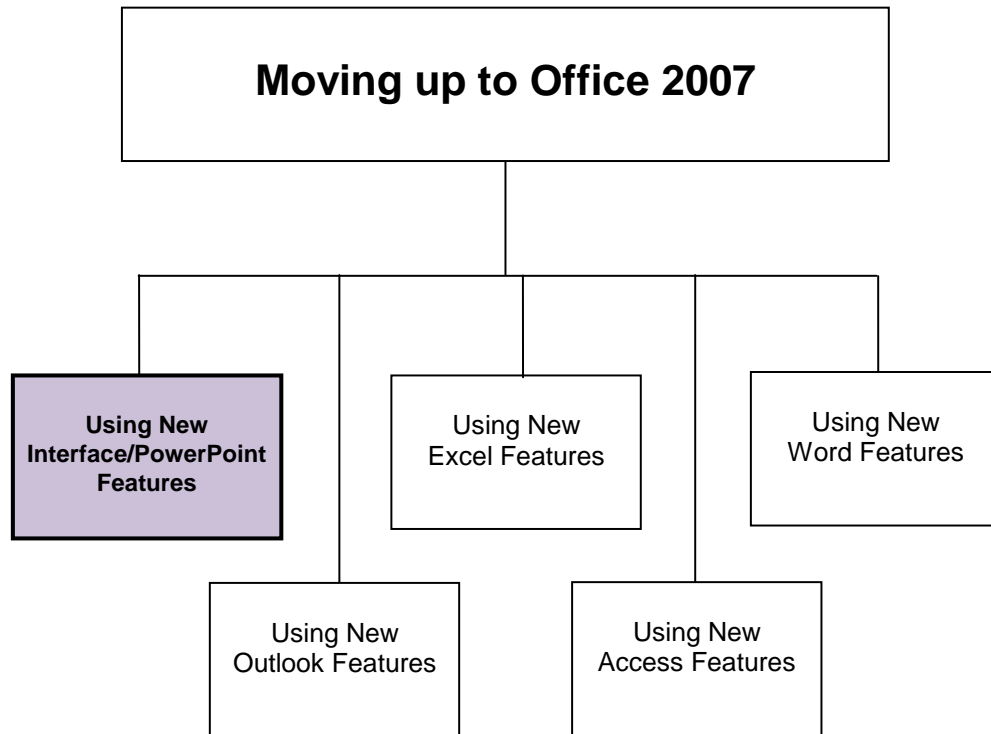 Moving up to Office 2007
Using New
Interface/PowerPoint
Features
Using New
Excel Features
Using New
Word Features
Using New
Outlook Features
Using New
Access Features